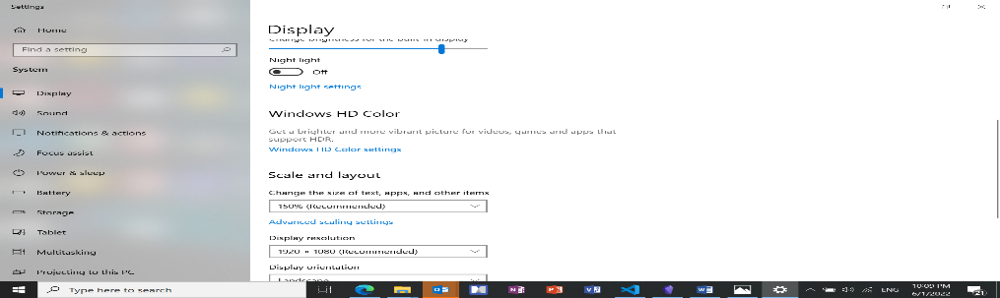 Settings
Home
Find a setting
System
Display
Sound
Notifications & actions
Focus assist
Power & sleep
Battery
Storage
Tablet
Multitasking
Projecting to this PC
Display
Change brightness for the built-in display
Night light
Off
Night light settings
Windows HD Color
Get a brighter and more vibrant picture for videos, games and apps that
support HDR.
Windows HD Color settings
Scale and layout
Change the size of text, apps, and other items
150% (Recommended)
Advanced scaling settings
Display resolution
1920 × 1080 (Recommended)
Display orientation
Landscape
Type here to search
ENG
10:09 PM
6/1/2022
21